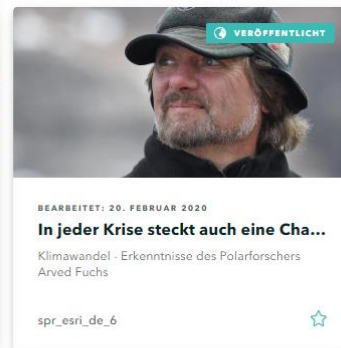 VERÖFFENTLICHT
BEARBEITET: 20. FEBRUAR 2020
In jeder Krise steckt auch eine Cha...
Klimawandel - Erkenntnisse des Polarforschers
Arved Fuchs
spr_esri_de_6